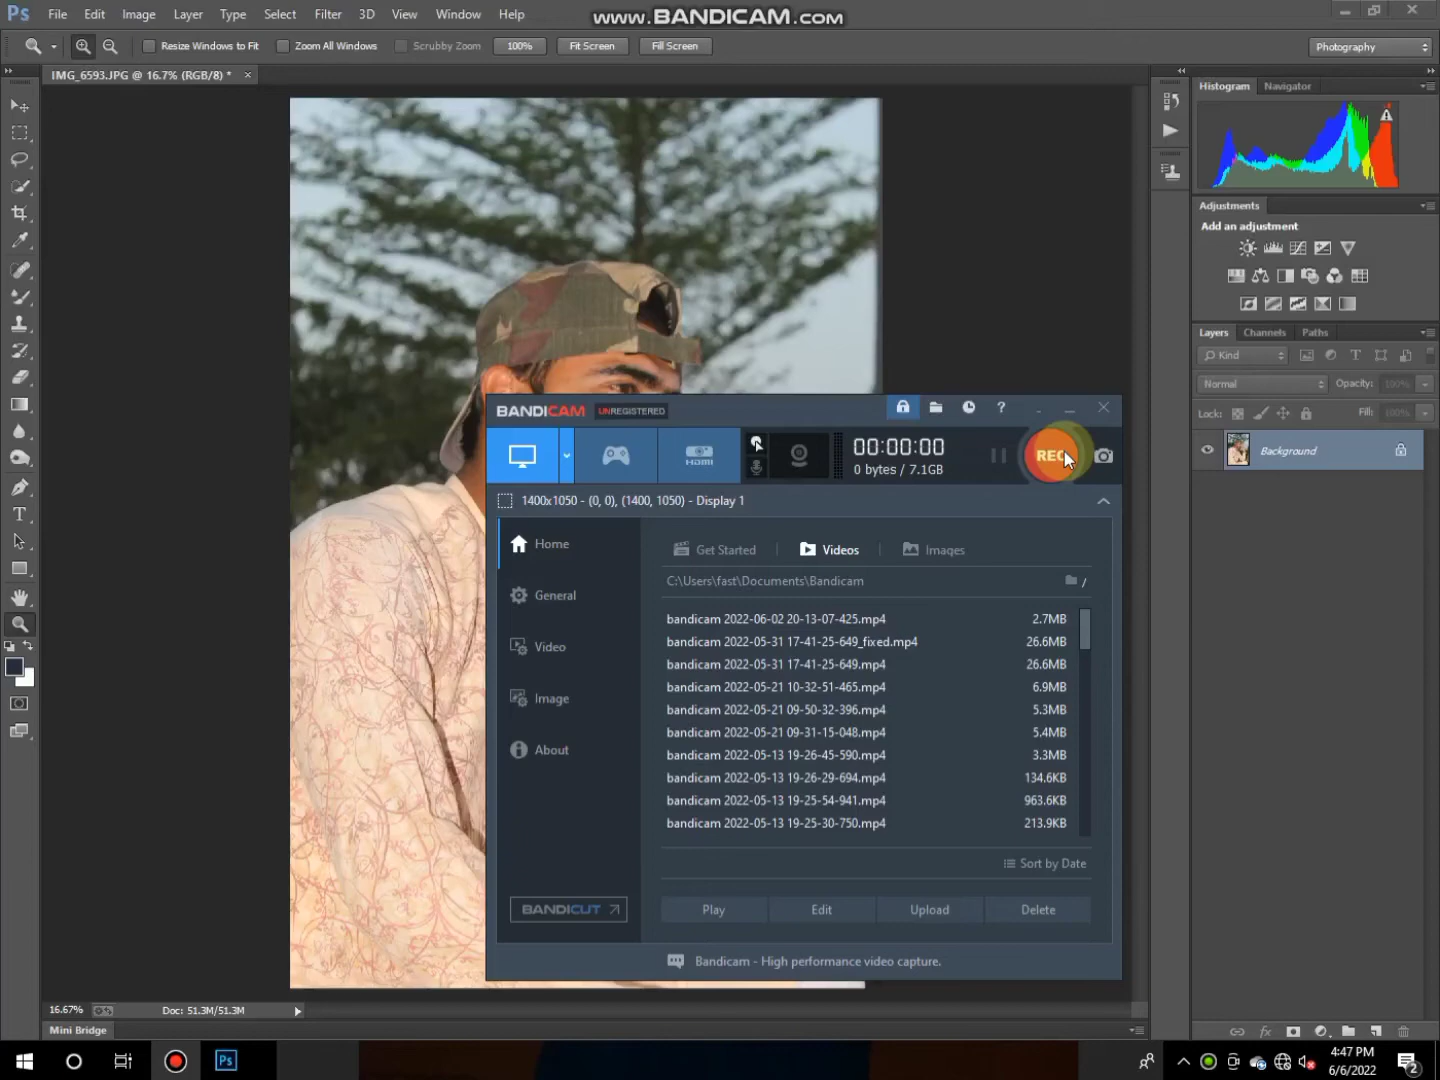 Ps File Edit Image Layer Type Select Filter 3D View Window Help
www.BANDICAM.com
Resize Windows to Fit Zoom All Windows Scrubby Zoom 100% Fit Screen Fill Screen Photography
IMG_6593.JPG @ 16.7% (RGB/8) * ×
Histogram Navigator
Adjustments
Add an adjustment
Layers Channels Paths
Kind
Normal Opacity: 100%
Lock: Fill: 100%
Background
BANDICAM UNREGISTERED
HDMI 00:00:00 REC
0 bytes / 7.1GB
1400x1050 - (0, 0), (1400, 1050) - Display 1
Home
General
Video
Image
About
BANDICUT
Get Started Videos Images
C:\Users\fast\Documents\Bandicam
bandicam 2022-06-02 20-13-07-425.mp4 2.7MB
bandicam 2022-05-31 17-41-25-649_fixed.mp4 26.6MB
bandicam 2022-05-31 17-41-25-649.mp4 26.6MB
bandicam 2022-05-21 10-32-51-465.mp4 6.9MB
bandicam 2022-05-21 09-50-32-396.mp4 5.3MB
bandicam 2022-05-21 09-31-15-048.mp4 5.4MB
bandicam 2022-05-13 19-26-45-590.mp4 3.3MB
bandicam 2022-05-13 19-26-29-694.mp4 134.6KB
bandicam 2022-05-13 19-25-54-941.mp4 963.6KB
bandicam 2022-05-13 19-25-30-750.mp4 213.9KB
Sort by Date
Play Edit Upload Delete
Bandicam - High performance video capture.
16.67% Doc: 51.3M/51.3M
Mini Bridge
Ps
4:47 PM
6/6/2022
2